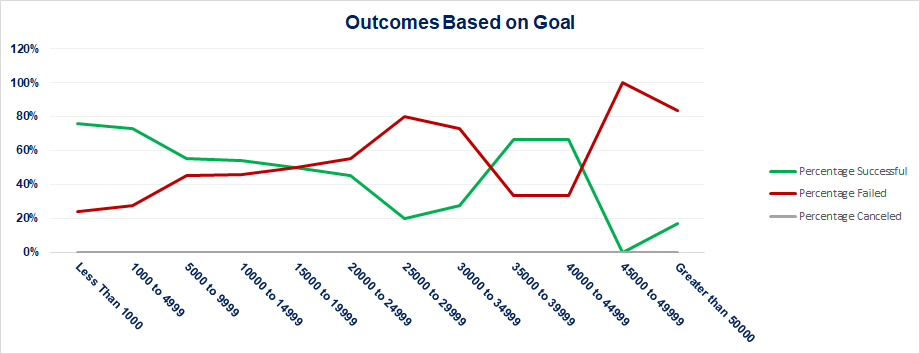 Outcomes Based on Goal
120%
100%
80%
60%
40%
20%
0%
Less Than 1000
1000 to 4999
5000 to 9999
10000 to 14999
15000 to 19999
20000 to 24999
25000 to 29999
30000 to 34999
35000 to 39999
40000 to 44999
45000 to 49999
Greater than 50000
Percentage Successful
Percentage Failed
Percentage Canceled